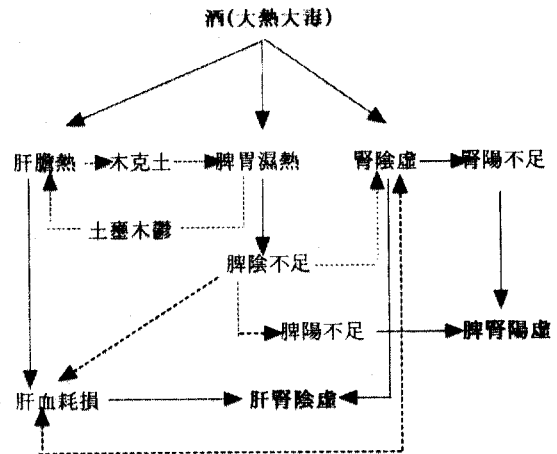 酒(大熱大毒)
肝膽熱 木克土 脾胃濕熱 腎陰虛 腎陽不足
土壅木鬱
脾陰不足
脾陽不足 脾腎陽虛
肝血耗損 肝腎陰虛